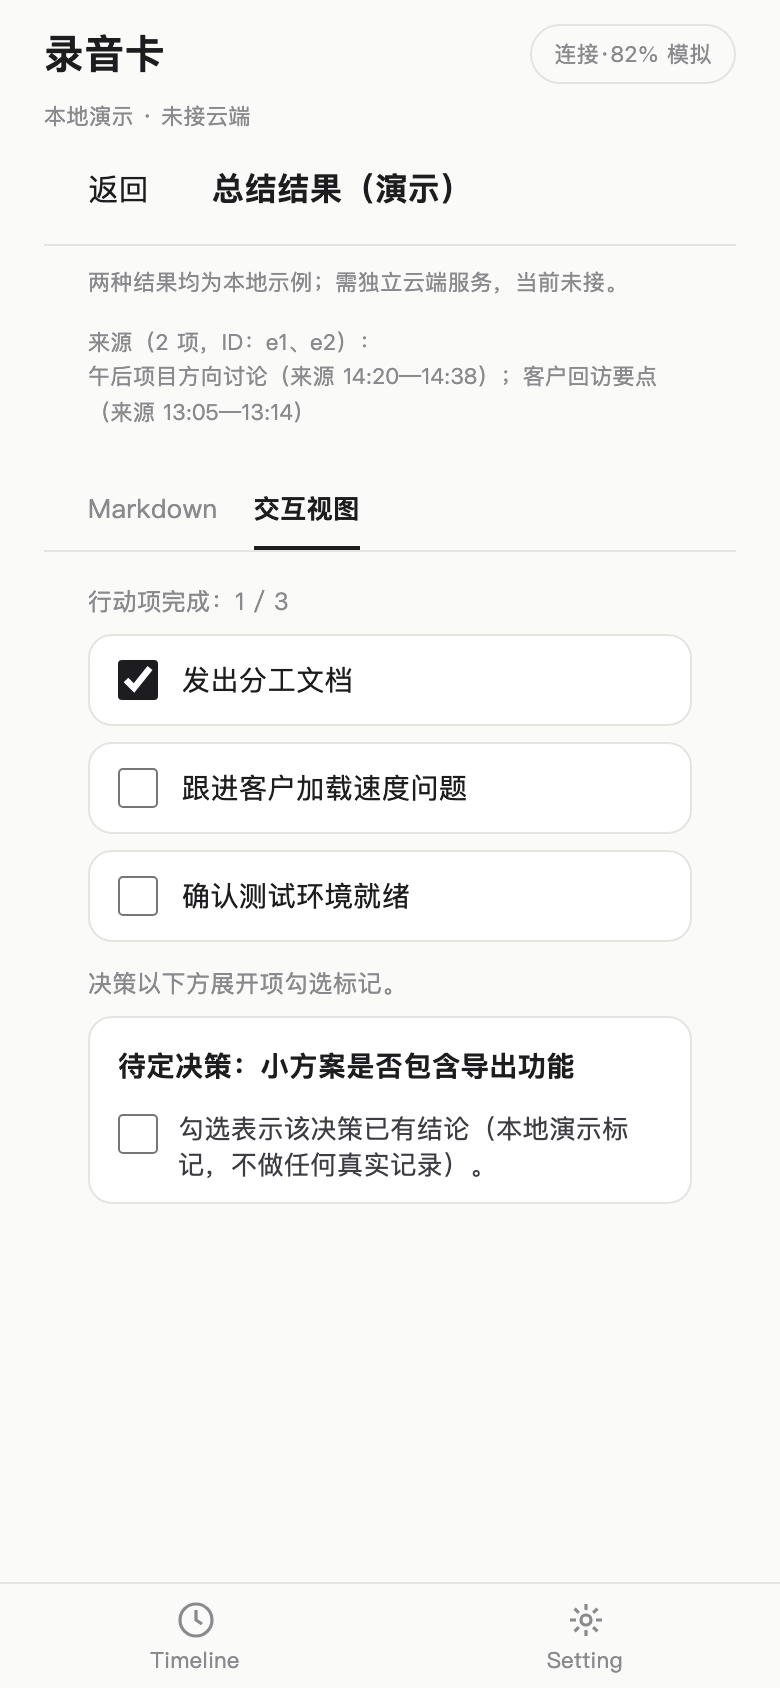 录音卡
连接·82% 模拟
本地演示 · 未接云端
返回
总结结果（演示）
两种结果均为本地示例；需独立云端服务，当前未接。
来源（2 项，ID：e1、e2）：
午后项目方向讨论（来源 14:20—14:38）；客户回访要点
（来源 13:05—13:14）
Markdown
交互视图
行动项完成：1 / 3
发出分工文档
跟进客户加载速度问题
确认测试环境就绪
决策以下方展开项勾选标记。
待定决策：小方案是否包含导出功能
勾选表示该决策已有结论（本地演示标
记，不做任何真实记录）。
Timeline
Setting